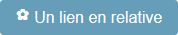 ✿ Un lien en relative